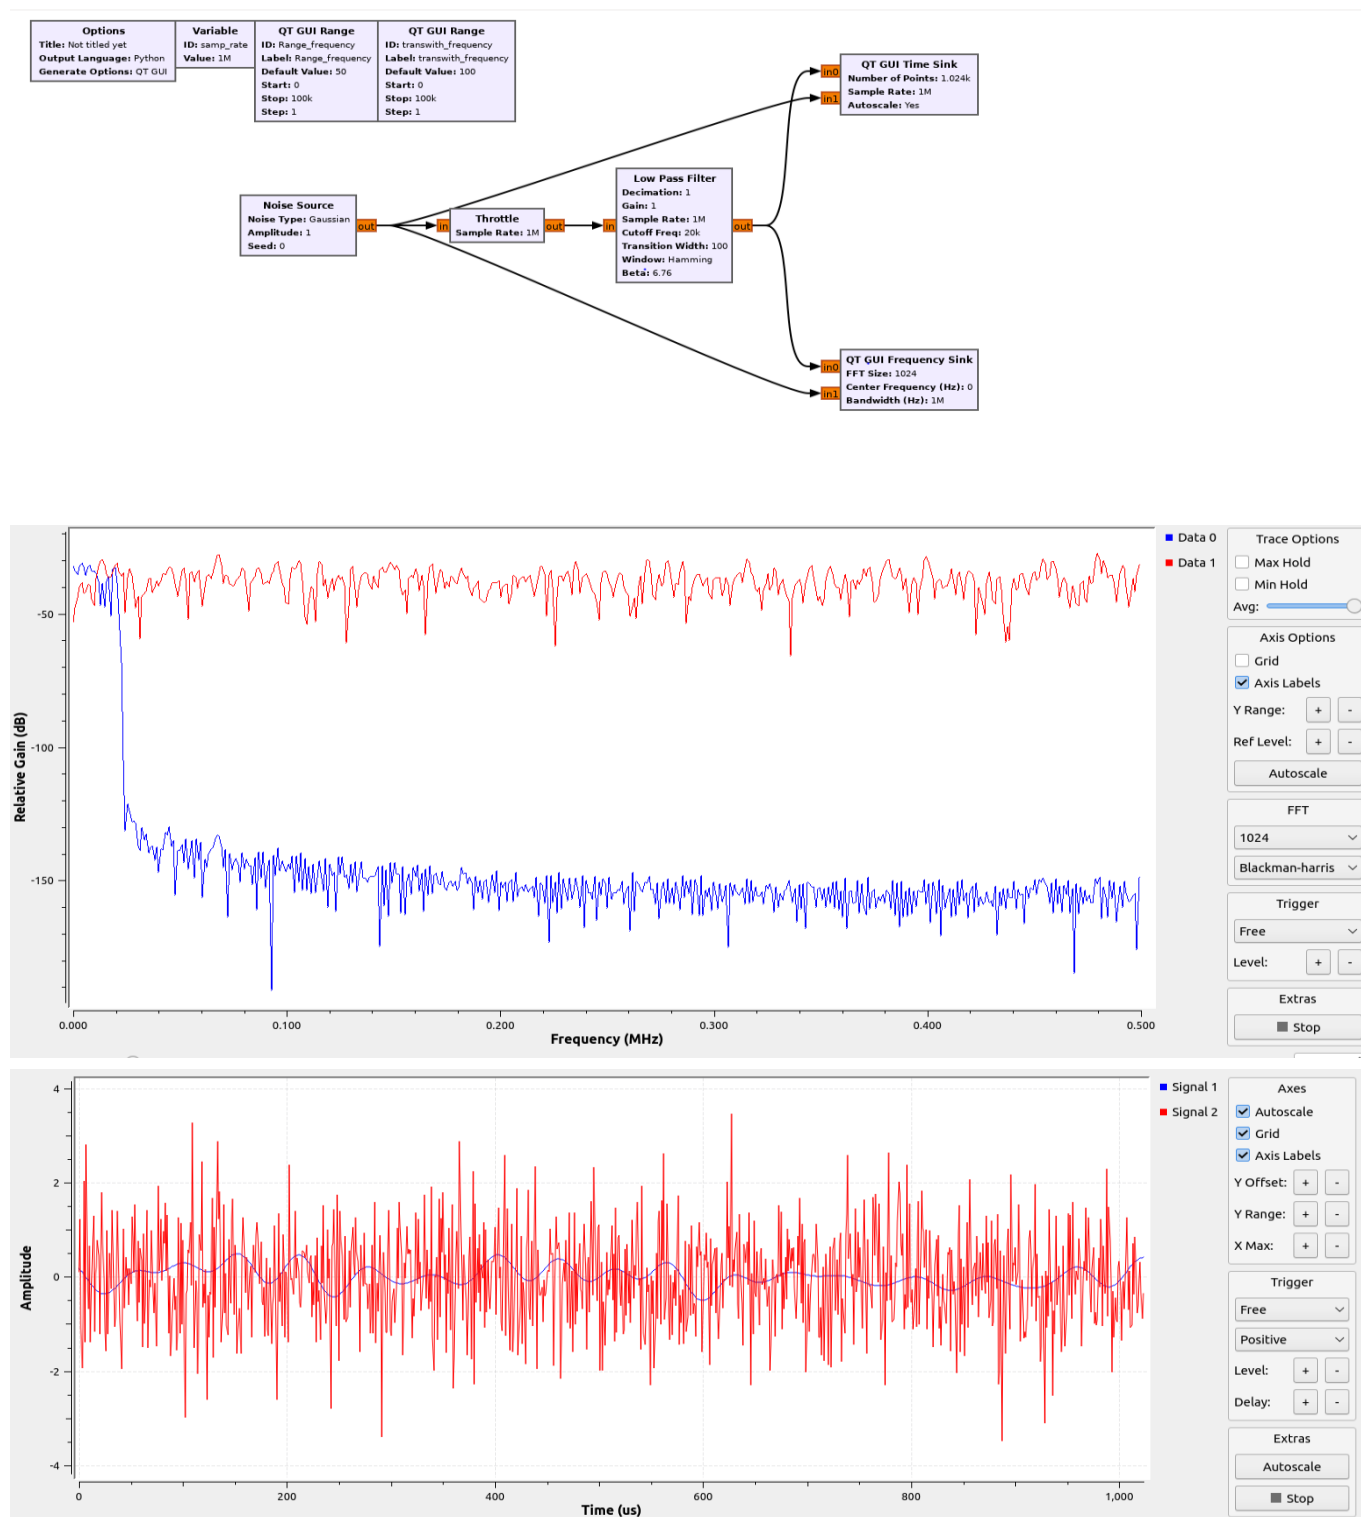 Options
Title: Not titled yet
Output Language: Python
Generate Options: QT GUI
Variable
ID: samp_rate
Value: 1M
QT GUI Range
ID: Range_frequency
Label: Range_frequency
Default Value: 50
Start: 0
Stop: 100k
Step: 1
QT GUI Range
ID: transwith_frequency
Label: transwith_frequency
Default Value: 100
Start: 0
Stop: 100k
Step: 1
in0
in1
QT GUI Time Sink
Number of Points: 1.024k
Sample Rate: 1M
Autoscale: Yes
Noise Source
Noise Type: Gaussian
Amplitude: 1
Seed: 0
out
in
Throttle
Sample Rate: 1M
out
in
Low Pass Filter
Decimation: 1
Gain: 1
Sample Rate: 1M
Cutoff Freq: 20k
Transition Width: 100
Window: Hamming
Beta: 6.76
out
in0
in1
QT GUI Frequency Sink
FFT Size: 1024
Center Frequency (Hz): 0
Bandwidth (Hz): 1M
Relative Gain (dB)
-50
-100
-150
0.000
0.100
0.200
0.300
0.400
0.500
Frequency (MHz)
Data 0
Data 1
Trace Options
Max Hold
Min Hold
Avg:
Axis Options
Grid
Axis Labels
Y Range: + -
Ref Level: + -
Autoscale
FFT
1024
Blackman-harris
Trigger
Free
Level: + -
Extras
Stop
Amplitude
4
2
0
-2
-4
0
200
400
600
800
1,000
Time (us)
Signal 1
Signal 2
Axes
Autoscale
Grid
Axis Labels
Y Offset: + -
Y Range: + -
X Max: + -
Trigger
Free
Positive
Level: + -
Delay: + -
Extras
Autoscale
Stop